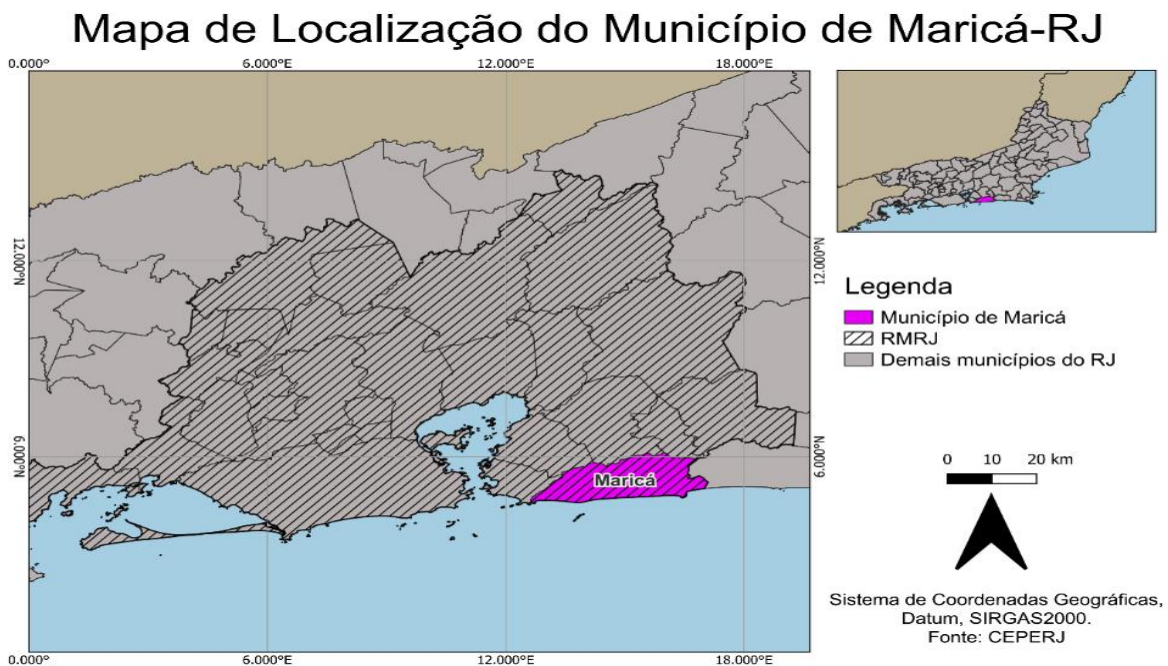 Mapa de Localização do Município de Maricá-RJ
0.000° 6.000°E 12.000°E 18.000°E
12.000°N 12.000°N
6.000°N 6.000°N
Maricá
0.000° 6.000°E 12.000°E 18.000°E
Legenda
Município de Maricá
RMRJ
Demais municípios do RJ
0 10 20 km
Sistema de Coordenadas Geográficas,
Datum, SIRGAS2000.
Fonte: CEPERJ